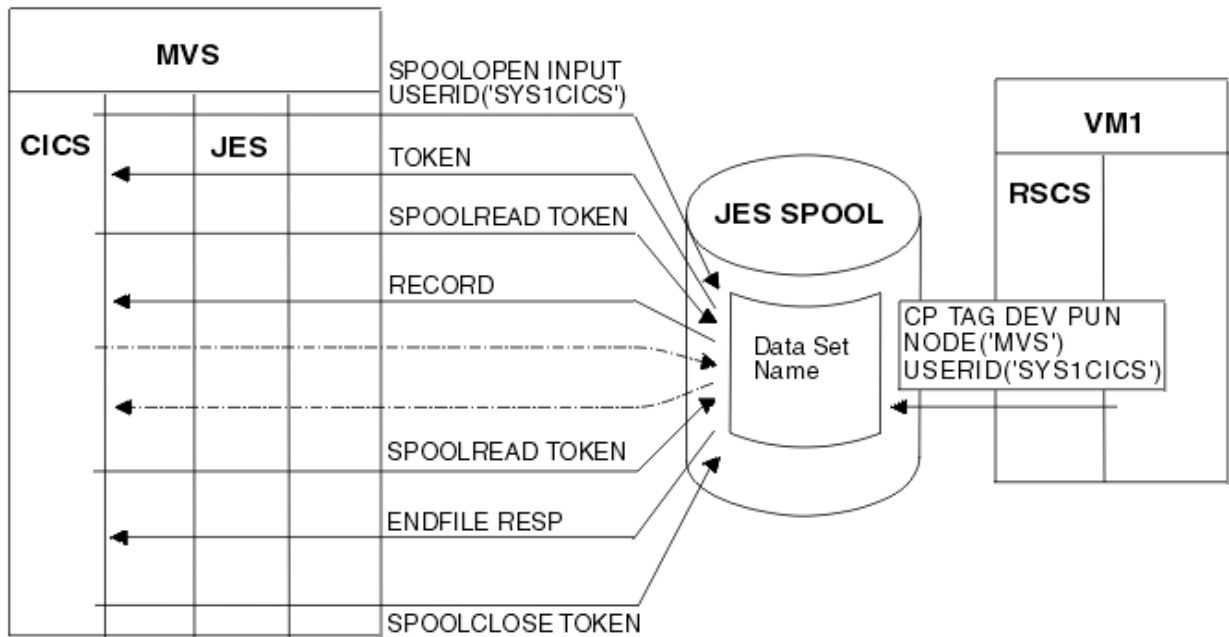 MVS
CICS
JES
SPOOLOPEN INPUT
USERID('SYS1CICS')
TOKEN
SPOOLREAD TOKEN
RECORD
SPOOLREAD TOKEN
ENDFILE RESP
SPOOLCLOSE TOKEN
JES SPOOL
Data Set
Name
VM1
RSCS
CP TAG DEV PUN
NODE('MVS')
USERID('SYS1CICS')